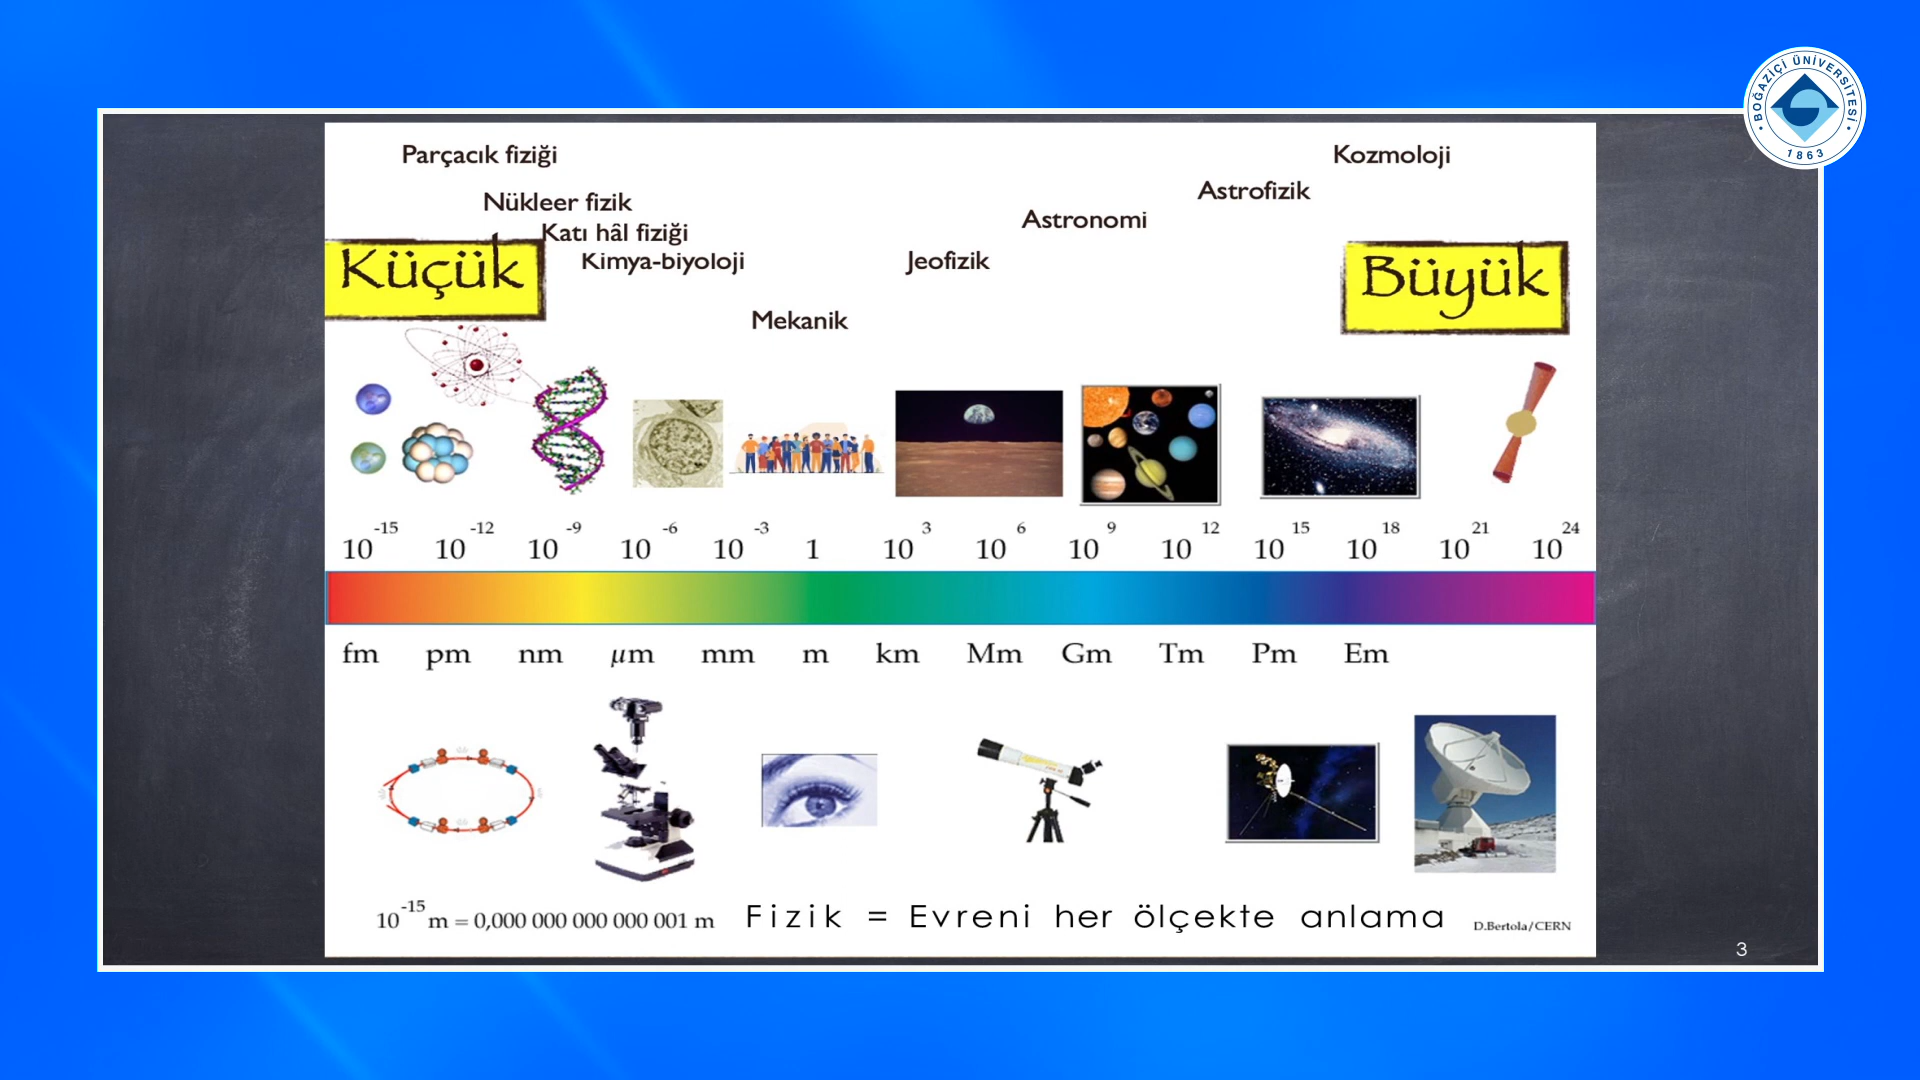 BOĞAZİÇİ ÜNİVERSİTESİ
1863
Parçacık fiziği
Kozmoloji
Nükleer fizik
Astrofizik
Katı hâl fiziği
Astronomi
Küçük
Kimya-biyoloji
Jeofizik
Büyük
Mekanik
10⁻¹⁵ 10⁻¹² 10⁻⁹ 10⁻⁶ 10⁻³ 1 10³ 10⁶ 10⁹ 10¹² 10¹⁵ 10¹⁸ 10²¹ 10²⁴
fm pm nm µm mm m km Mm Gm Tm Pm Em
10⁻¹⁵ m = 0,000 000 000 000 001 m
Fizik = Evreni her ölçekte anlama
D.Bertola/CERN
3